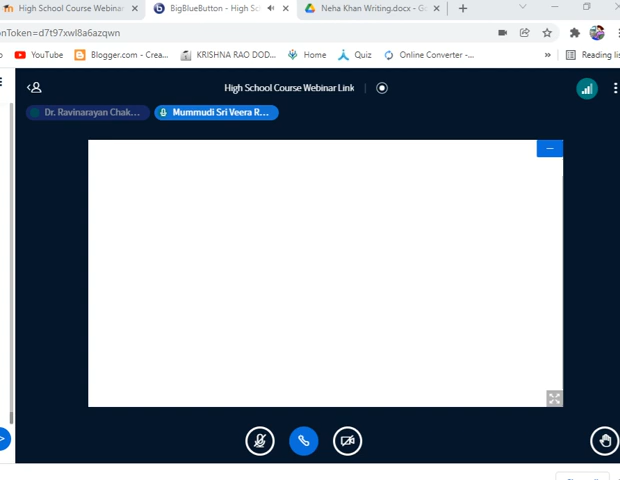 High School Course Webinar
BigBlueButton - High Sc
Neha Khan Writing.docx - G
onToken=d7t97xwl8a6azqwn
YouTube
Blogger.com - Crea...
KRISHNA RAO DOD...
Home
Quiz
Online Converter -...
»
Reading lis
High School Course Webinar Link
Dr. Ravinarayan Chak...
Mummudi Sri Veera R...